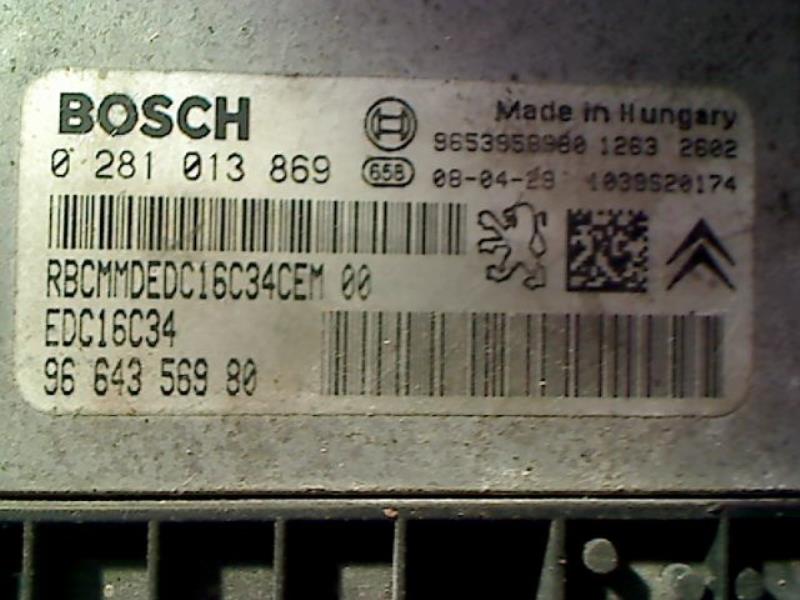 BOSCH
Made in Hungary
9653958980 1263 2602
0 281 013 869
658
08-04-29 1039S20174
RBCMMDEDC16C34CEM 00
EDC16C34
96 643 569 80